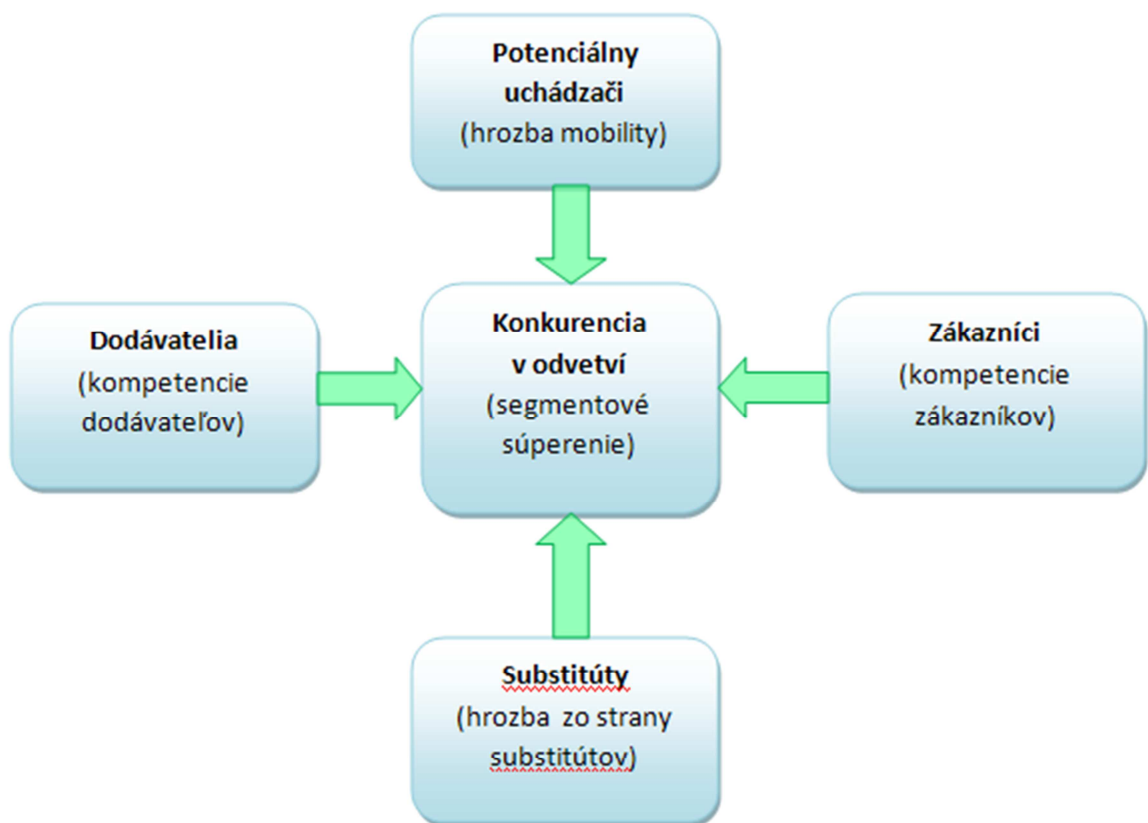 Potenciálny
uchádzači
(hrozba mobility)
Dodávatelia
(kompetencie
dodávateľov)
Konkurencia
v odvetví
(segmentové
súperenie)
Zákazníci
(kompetencie
zákazníkov)
Substitúty
(hrozba  zo strany
substitútov)